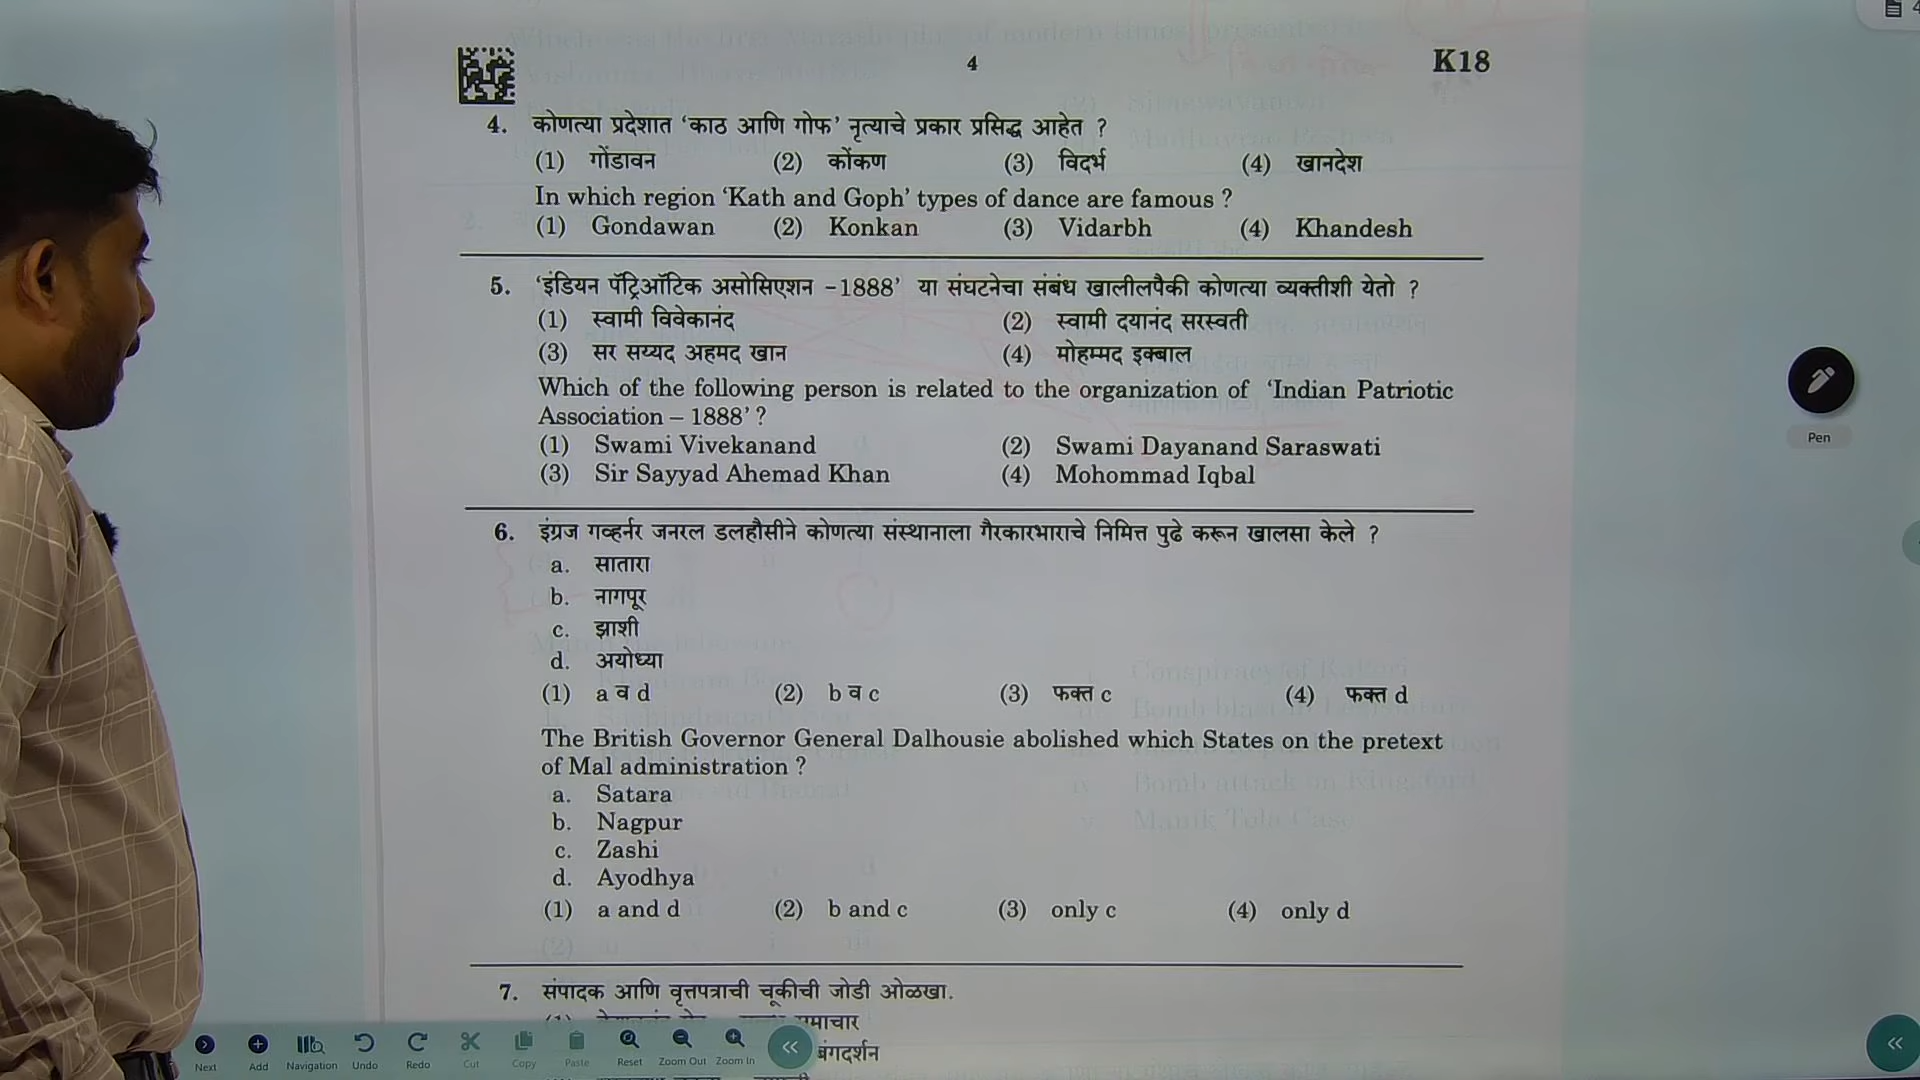 4
K18
4. कोणत्या प्रदेशात ‘काठ आणि गोफ’ नृत्याचे प्रकार प्रसिद्ध आहेत ?
(1) गोंडावन (2) कोंकण (3) विदर्भ (4) खानदेश
In which region ‘Kath and Goph’ types of dance are famous ?
(1) Gondawan (2) Konkan (3) Vidarbh (4) Khandesh
5. ‘इंडियन पॅट्रिऑटिक असोसिएशन -1888’ या संघटनेचा संबंध खालीलपैकी कोणत्या व्यक्तीशी येतो ?
(1) स्वामी विवेकानंद (2) स्वामी दयानंद सरस्वती
(3) सर सय्यद अहमद खान (4) मोहम्मद इक्बाल
Which of the following person is related to the organization of ‘Indian Patriotic
Association – 1888’ ?
(1) Swami Vivekanand (2) Swami Dayanand Saraswati
(3) Sir Sayyad Ahemad Khan (4) Mohommad Iqbal
6. इंग्रज गव्हर्नर जनरल डलहौसीने कोणत्या संस्थानाला गैरकारभाराचे निमित्त पुढे करून खालसा केले ?
a. सातारा
b. नागपूर
c. झाशी
d. अयोध्या
(1) a व d (2) b व c (3) फक्त c (4) फक्त d
The British Governor General Dalhousie abolished which States on the pretext
of Mal administration ?
a. Satara
b. Nagpur
c. Zashi
d. Ayodhya
(1) a and d (2) b and c (3) only c (4) only d
7. संपादक आणि वृत्तपत्राची चूकीची जोडी ओळखा.
बंगदर्शन
Pen
Next Add Navigation Undo Redo Cut Copy Paste Reset Zoom Out Zoom In